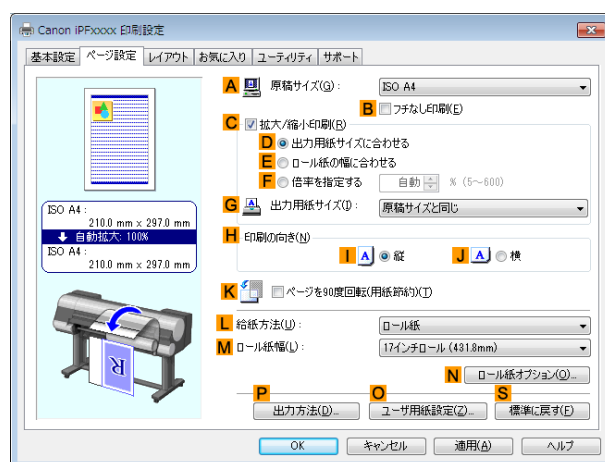 Canon iPFxxxx 印刷設定
基本設定 ページ設定 レイアウト お気に入り ユーティリティ サポート
A 原稿サイズ(G): ISO A4
B フチなし印刷(E)
C 拡大/縮小印刷(R)
D 出力用紙サイズに合わせる
E ロール紙の幅に合わせる
F 倍率を指定する 自動 % (5~600)
G 出力用紙サイズ(I): 原稿サイズと同じ
ISO A4:
210.0 mm x 297.0 mm
自動拡大: 100%
ISO A4:
210.0 mm x 297.0 mm
H 印刷の向き(N)
I A 縦 J A 横
K ページを90度回転(用紙節約)(T)
L 給紙方法(U): ロール紙
M ロール紙幅(L): 17インチロール (431.8mm)
R
N ロール紙オプション(O)...
P O S
出力方法(D)... ユーザ用紙設定(Z)... 標準に戻す(F)
OK キャンセル 適用(A) ヘルプ